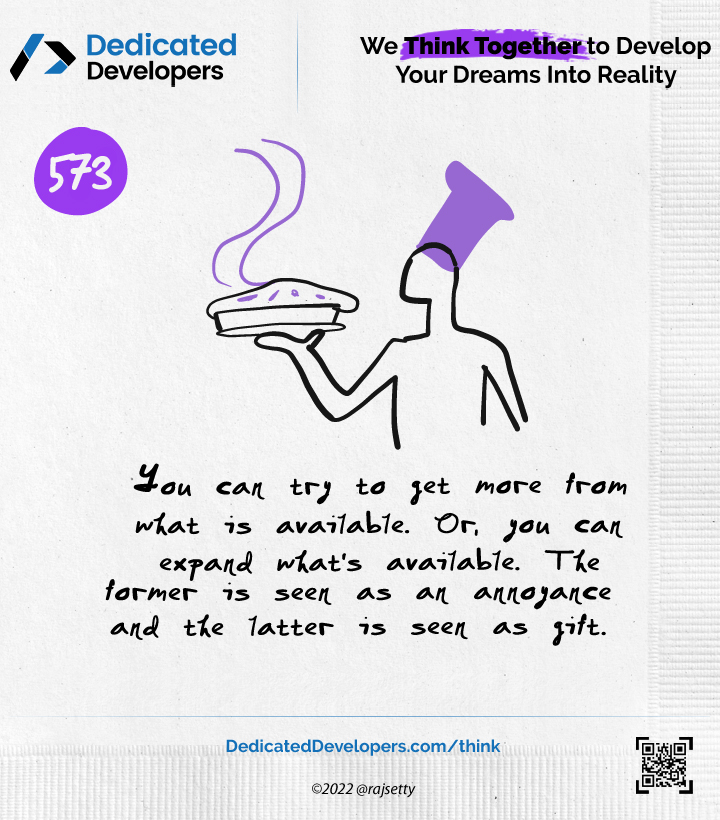 Dedicated
Developers
We Think Together to Develop
Your Dreams Into Reality
573
You can try to get more from
what is available. Or, you can
expand what's available. The
former is seen as an annoyance
and the latter is seen as gift.
DedicatedDevelopers.com/think
©2022 @rajsetty